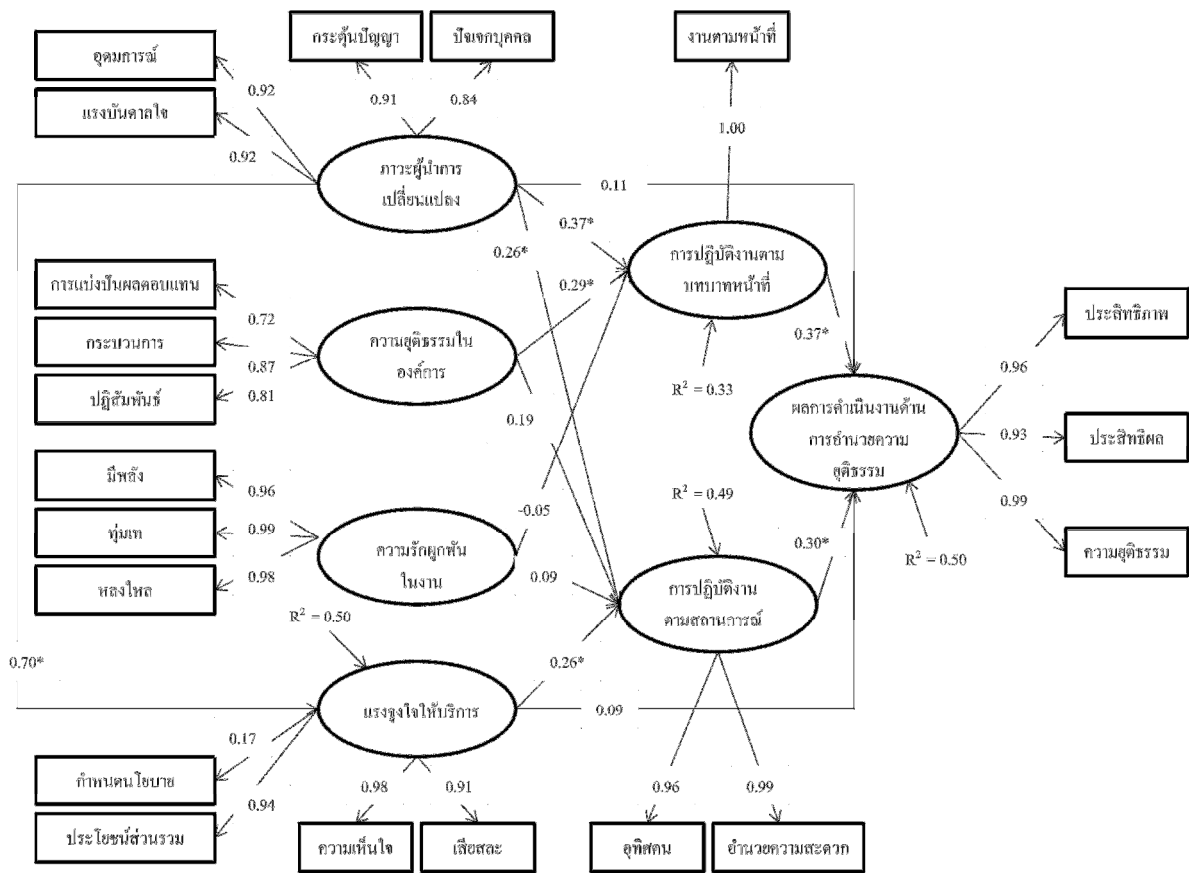 กระตุ้นปัญญา
ปัจเจกบุคคล
งานตามหน้าที่
อุดมการณ์
แรงบันดาลใจ
0.92
0.92
0.91
0.84
1.00
ภาวะผู้นำการ
เปลี่ยนแปลง
0.11
0.37*
0.26*
0.29*
การปฏิบัติงานตาม
บทบาทหน้าที่
การแบ่งปันผลตอบแทน
กระบวนการ
ปฏิสัมพันธ์
0.72
0.87
0.81
ความยุติธรรมใน
องค์การ
0.19
R² = 0.33
0.37*
ประสิทธิภาพ
0.96
ผลการดำเนินงานด้าน
การอำนวยความ
ยุติธรรม
0.93
ประสิทธิผล
0.99
ความยุติธรรม
R² = 0.50
มีพลัง
ทุ่มเท
หลงใหล
0.96
0.99
0.98
ความรักผูกพัน
ในงาน
-0.05
0.09
R² = 0.49
0.30*
การปฏิบัติงาน
ตามสถานการณ์
R² = 0.50
0.70*
0.26*
แรงจูงใจให้บริการ
0.09
0.17
0.94
กำหนดนโยบาย
ประโยชน์ส่วนรวม
0.98
0.91
0.96
0.99
ความเห็นใจ
เสียสละ
อุทิศตน
อำนวยความสะดวก